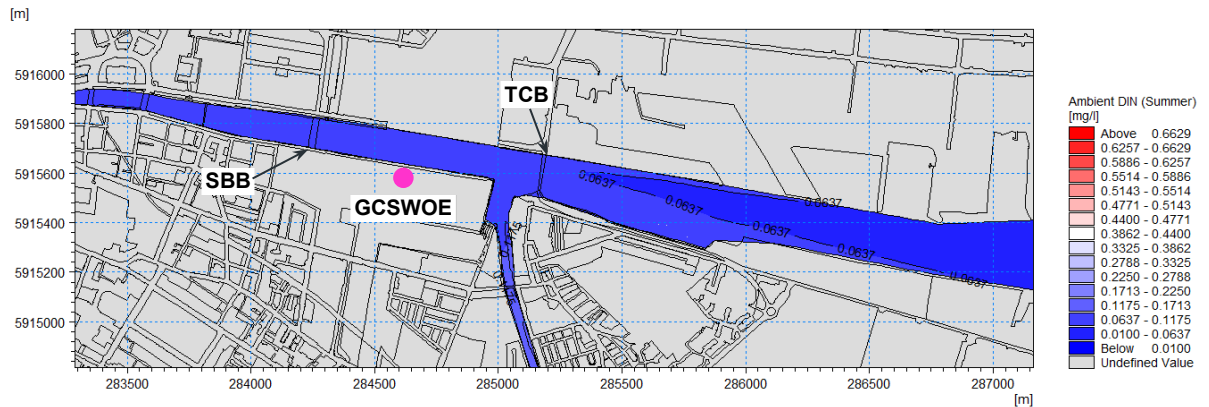 [m]
5916000
5915800
5915600
5915400
5915200
5915000
283500 284000 284500 285000 285500 286000 286500 287000
[m]
TCB
SBB
GCSWOE
0.0637
0.0637
0.0637
0.0637
0.0637
0.0637
Ambient DIN (Summer)
[mg/l]
Above 0.6629
0.6257 - 0.6629
0.5886 - 0.6257
0.5514 - 0.5886
0.5143 - 0.5514
0.4771 - 0.5143
0.4400 - 0.4771
0.3862 - 0.4400
0.3325 - 0.3862
0.2788 - 0.3325
0.2250 - 0.2788
0.1713 - 0.2250
0.1175 - 0.1713
0.0637 - 0.1175
0.0100 - 0.0637
Below 0.0100
Undefined Value